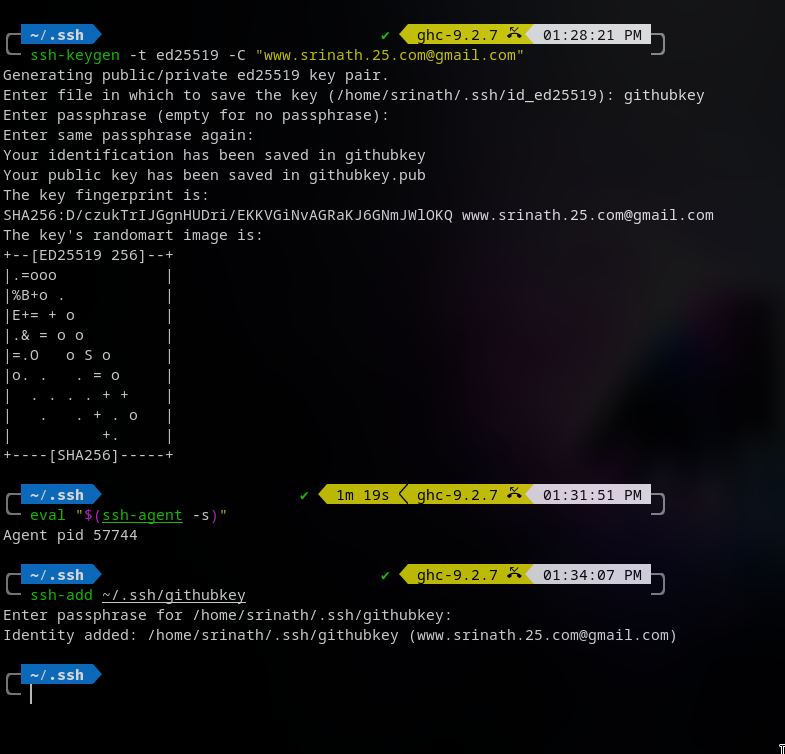 ~/.ssh ✔ ghc-9.2.7 01:28:21 PM
ssh-keygen -t ed25519 -C "www.srinath.25.com@gmail.com"
Generating public/private ed25519 key pair.
Enter file in which to save the key (/home/srinath/.ssh/id_ed25519): githubkey
Enter passphrase (empty for no passphrase):
Enter same passphrase again:
Your identification has been saved in githubkey
Your public key has been saved in githubkey.pub
The key fingerprint is:
SHA256:D/czukTrIJGgnHUDri/EKKVGiNvAGRaKJ6GNmJWlOKQ www.srinath.25.com@gmail.com
The key's randomart image is:
+--[ED25519 256]--+
|.=ooo            |
|%B+o .           |
|E+= + o          |
|.& = o o         |
|=.O   o S o      |
|o. .   . = o     |
|  . . . . + +    |
|   .   . + . o   |
|          +.     |
+----[SHA256]-----+
~/.ssh ✔ 1m 19s ghc-9.2.7 01:31:51 PM
eval "$(ssh-agent -s)"
Agent pid 57744
~/.ssh ✔ ghc-9.2.7 01:34:07 PM
ssh-add ~/.ssh/githubkey
Enter passphrase for /home/srinath/.ssh/githubkey:
Identity added: /home/srinath/.ssh/githubkey (www.srinath.25.com@gmail.com)
~/.ssh